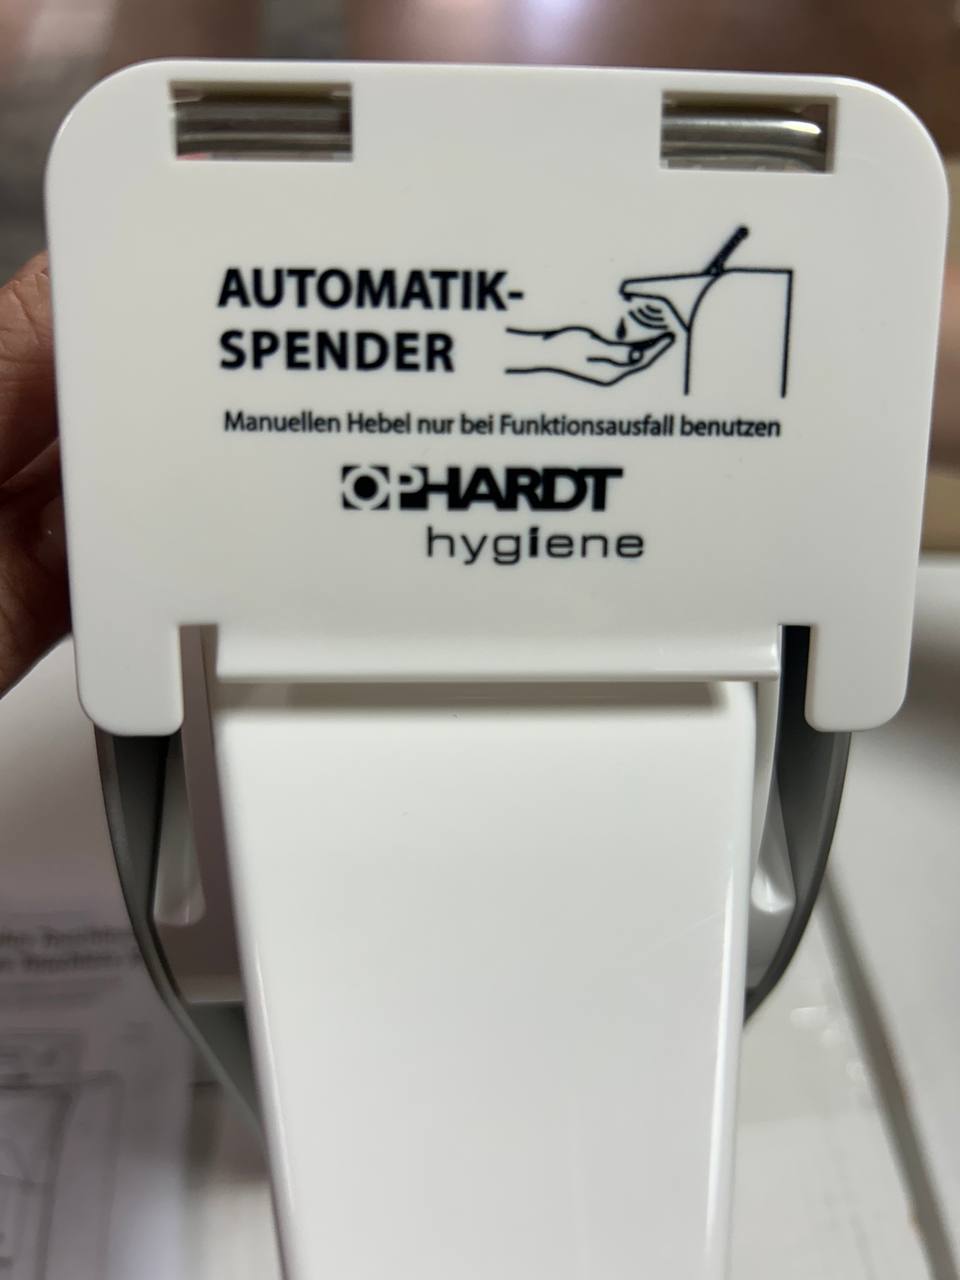 AUTOMATIK-
SPENDER
Manuellen Hebel nur bei Funktionsausfall benutzen
OPHARDT
hygiene